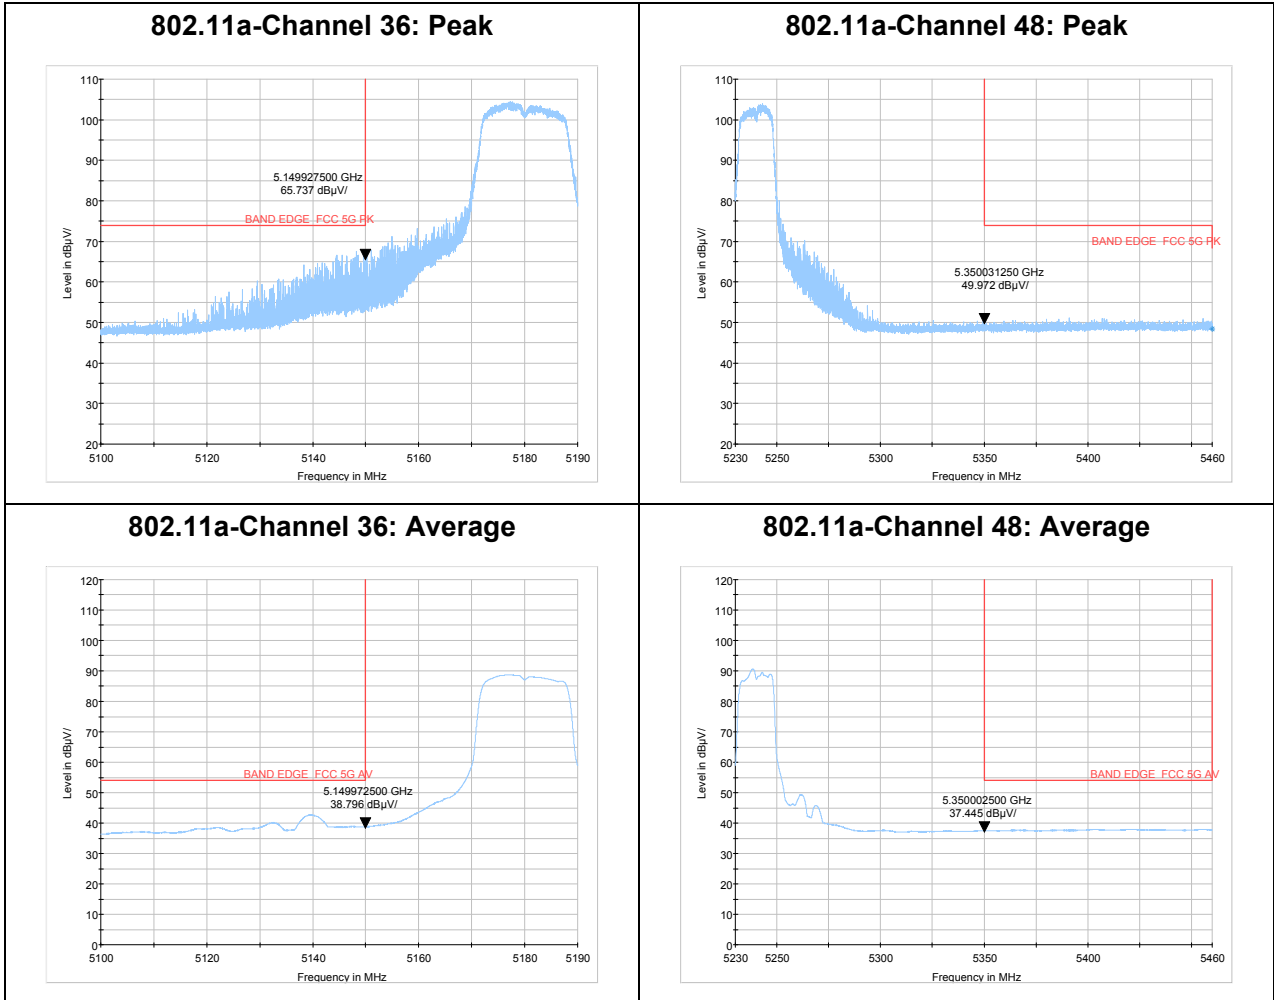 802.11a-Channel 36: Peak
110
100
90
80
70
60
50
40
30
20
Level in dBµV/
5.149927500 GHz
65.737 dBµV/
BAND EDGE FCC 5G PK
5100
5120
5140
5160
5180
5190
Frequency in MHz
802.11a-Channel 48: Peak
110
100
90
80
70
60
50
40
30
20
Level in dBµV/
BAND EDGE FCC 5G PK
5.350031250 GHz
49.972 dBµV/
5230
5250
5300
5350
5400
5460
Frequency in MHz
802.11a-Channel 36: Average
120
110
100
90
80
70
60
50
40
30
20
10
0
Level in dBµV/
BAND EDGE FCC 5G AV
5.149972500 GHz
38.796 dBµV/
5100
5120
5140
5160
5180
5190
Frequency in MHz
802.11a-Channel 48: Average
120
110
100
90
80
70
60
50
40
30
20
10
0
Level in dBµV/
BAND EDGE FCC 5G AV
5.350002500 GHz
37.445 dBµV/
5230
5250
5300
5350
5400
5460
Frequency in MHz